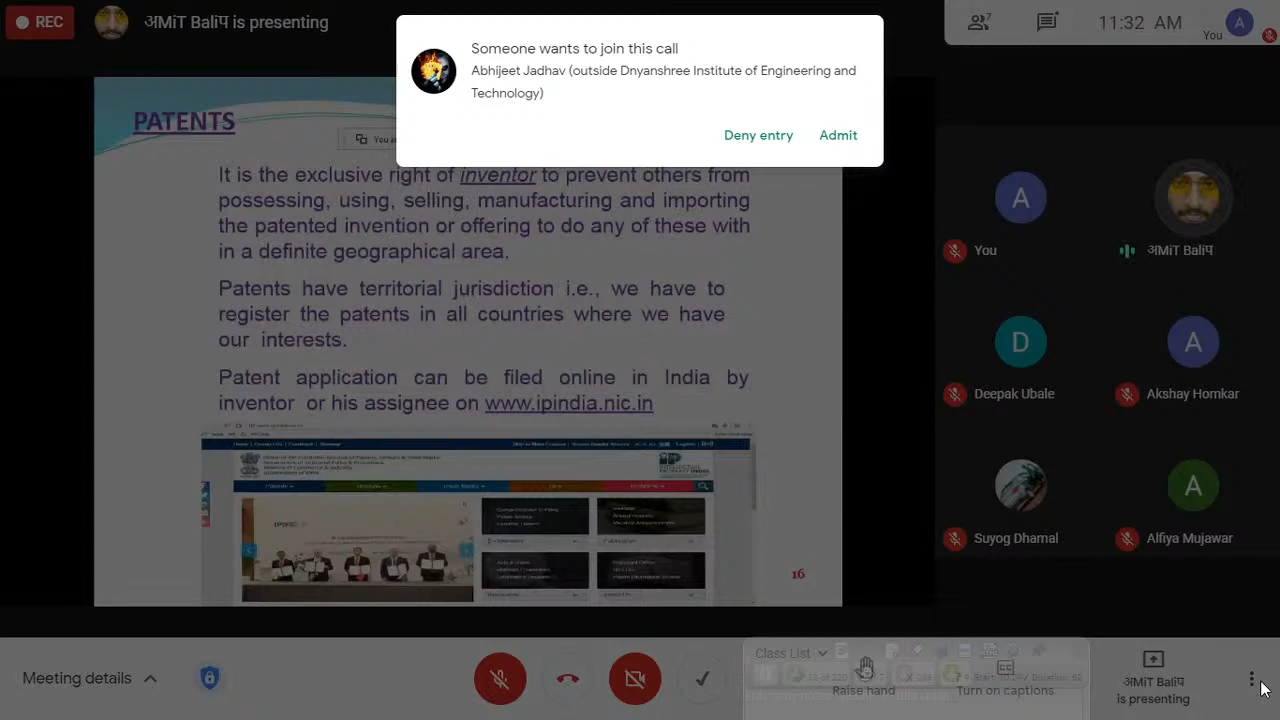 REC
अMiT Baliप is presenting
Someone wants to join this call
Abhijeet Jadhav (outside Dnyanshree Institute of Engineering and
Technology)
Deny entry
Admit
7
11:32 AM
You
A
PATENTS
It is the exclusive right of inventor to prevent others from
possessing, using, selling, manufacturing and importing
the patented invention or offering to do any of these with
in a definite geographical area.
Patents have territorial jurisdiction i.e., we have to
register the patents in all countries where we have
our interests.
Patent application can be filed online in India by
inventor or his assignee on www.ipindia.nic.in
16
A
You
अMiT Baliप
D
Deepak Ubale
A
Akshay Homkar
Suyog Dhamal
A
Alfiya Mujawar
Meeting details
Class List
Raise hand
Turn on captions
अMiT Baliप
is presenting